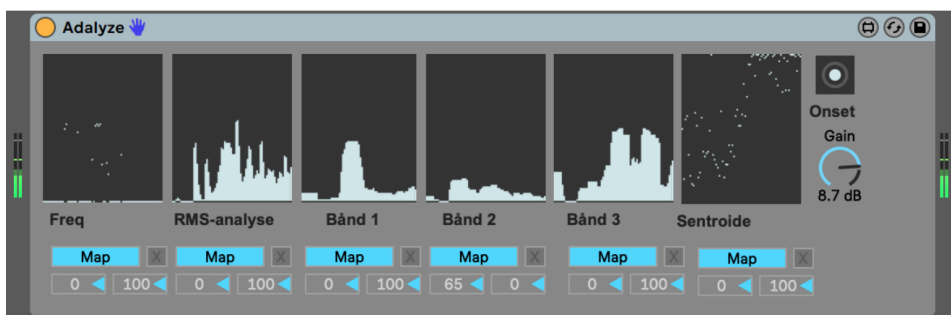 Adalyze
Onset
Gain
8.7 dB
Freq RMS-analyse Bånd 1 Bånd 2 Bånd 3 Sentroide
Map X Map X Map X Map X Map X Map X
0 100 0 100 0 100 65 0 0 100 0 100